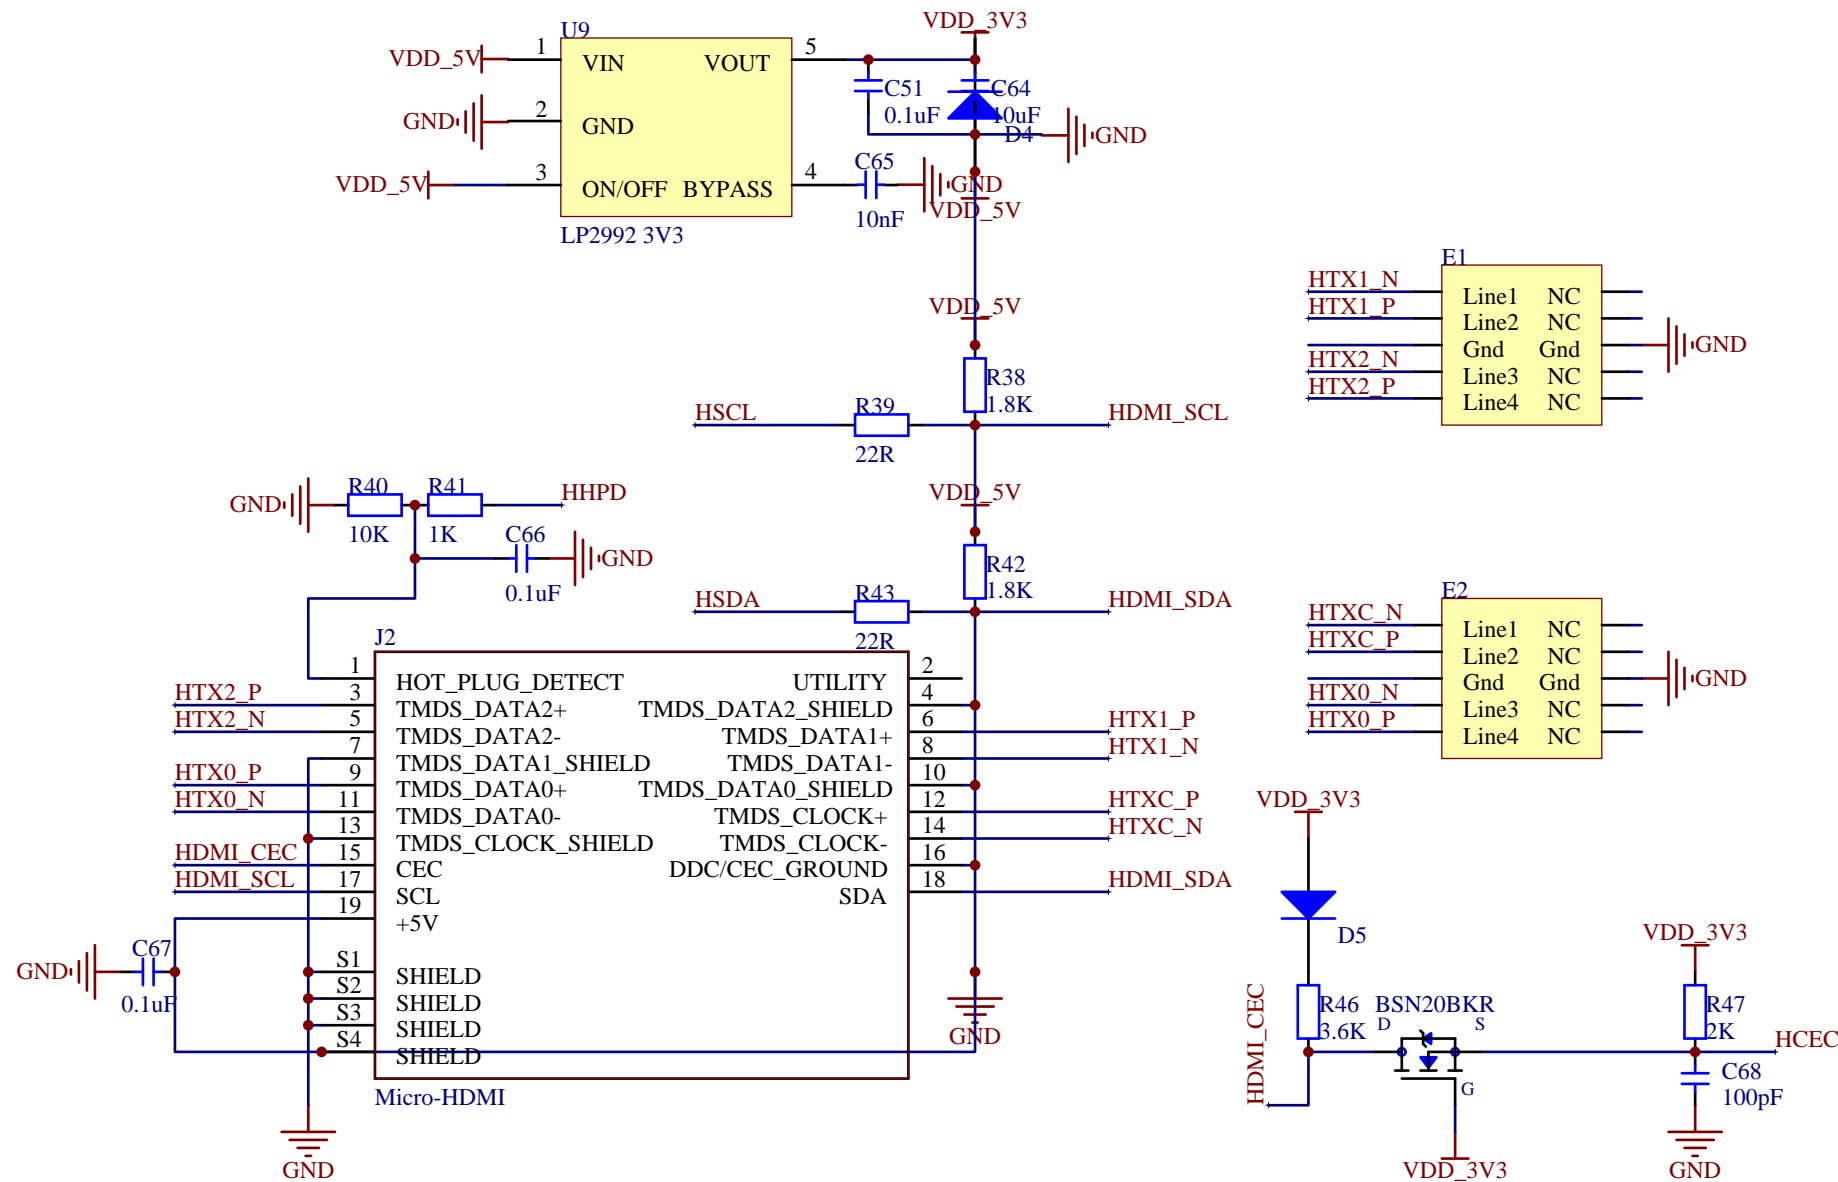 VDD_3V3
U9
VDD_5V
1
VIN
VOUT
5
C51
0.1uF
C64
10uF
D4
GND
GND
2
GND
VDD_5V
3
ON/OFF
BYPASS
4
C65
10nF
GND
VDD_5V
LP2992 3V3
VDD_5V
R38
1.8K
HSCL
R39
22R
HDMI_SCL
E1
HTX1_N
HTX1_P
HTX2_N
HTX2_P
Line1 NC
Line2 NC
Gnd Gnd
Line3 NC
Line4 NC
GND
GND
R40
10K
R41
1K
HHPD
C66
0.1uF
GND
VDD_5V
R42
1.8K
HSDA
R43
22R
HDMI_SDA
E2
HTXC_N
HTXC_P
HTX0_N
HTX0_P
Line1 NC
Line2 NC
Gnd Gnd
Line3 NC
Line4 NC
GND
J2
1
HOT_PLUG_DETECT
UTILITY
2
HTX2_P
3
TMDS_DATA2+
TMDS_DATA2_SHIELD
4
HTX2_N
5
TMDS_DATA2-
TMDS_DATA1+
6
HTX1_P
7
TMDS_DATA1_SHIELD
TMDS_DATA1-
8
HTX1_N
HTX0_P
9
TMDS_DATA0+
TMDS_DATA0_SHIELD
10
HTX0_N
11
TMDS_DATA0-
TMDS_CLOCK+
12
HTXC_P
13
TMDS_CLOCK_SHIELD
TMDS_CLOCK-
14
HTXC_N
HDMI_CEC
15
CEC
DDC/CEC_GROUND
16
HDMI_SCL
17
SCL
SDA
18
HDMI_SDA
19
+5V
GND
C67
0.1uF
S1
SHIELD
S2
SHIELD
S3
SHIELD
S4
SHIELD
GND
Micro-HDMI
GND
VDD_3V3
D5
HDMI_CEC
R46
3.6K
BSN20BKR
D
S
G
VDD_3V3
VDD_3V3
R47
2K
HCEC
C68
100pF
GND